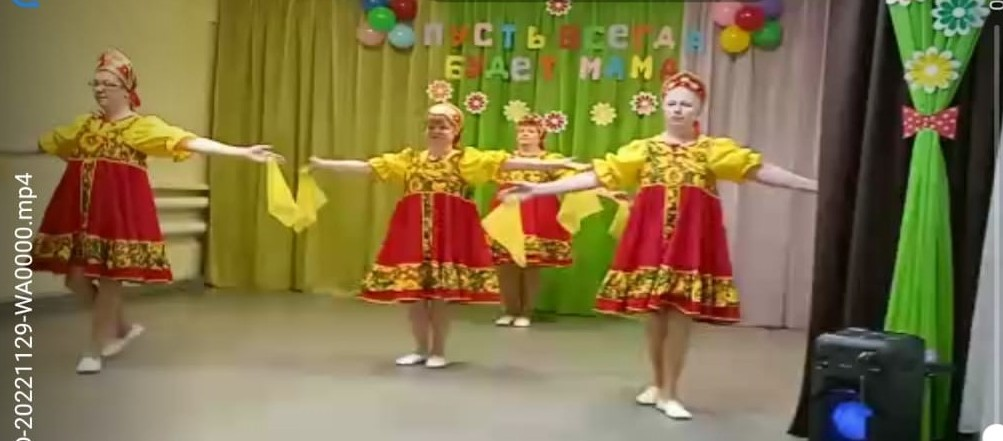 ПУСТЬ ВСЕГДА
БУДЕТ МАМА
-20221129-WA0000.mp4